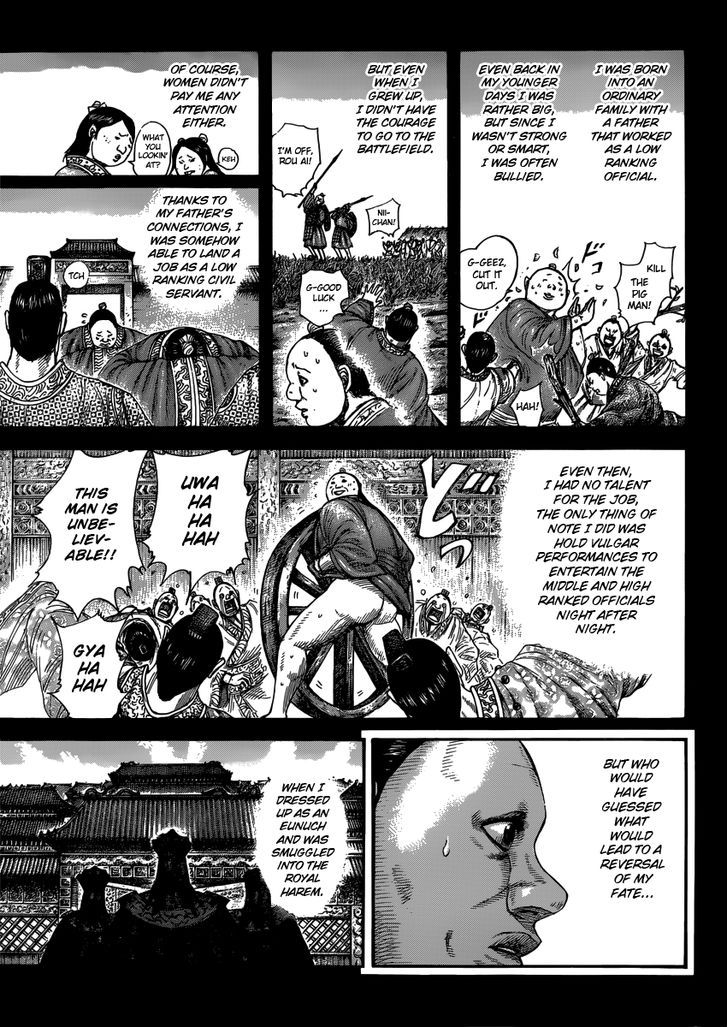 I WAS BORN
INTO AN
ORDINARY
FAMILY WITH
A FATHER
THAT WORKED
AS A LOW
RANKING
OFFICIAL.
EVEN BACK IN
MY YOUNGER
DAYS I WAS
RATHER BIG,
BUT SINCE I
WASN'T STRONG
OR SMART,
I WAS OFTEN
BULLIED.
KILL
THE
PIG
MAN!
G-GEEZ,
CUT IT
OUT.
HAH!
BUT EVEN
WHEN I
GREW UP,
I DIDN'T HAVE
THE COURAGE
TO GO TO THE
BATTLEFIELD.
I'M OFF,
ROU AI!
NII-
CHAN!
G-GOOD
LUCK
...
OF COURSE,
WOMEN DIDN'T
PAY ME ANY
ATTENTION
EITHER.
WHAT
YOU
LOOKIN'
AT?
KEH
THANKS TO
MY FATHER'S
CONNECTIONS, I
WAS SOMEHOW
ABLE TO LAND A
JOB AS A LOW
RANKING CIVIL
SERVANT.
TCH
EVEN THEN,
I HAD NO TALENT
FOR THE JOB,
THE ONLY THING OF
NOTE I DID WAS
HOLD VULGAR
PERFORMANCES TO
ENTERTAIN THE
MIDDLE AND HIGH
RANKED OFFICIALS
NIGHT AFTER
NIGHT.
ドッ
UWA
HA
HA
HAH
THIS
MAN IS
UNBE-
LIEV-
ABLE!!
GYA
HA
HAH
BUT WHO
WOULD
HAVE
GUESSED
WHAT
WOULD
LEAD TO A
REVERSAL
OF MY
FATE...
WHEN I
DRESSED
UP AS AN
EUNUCH
AND WAS
SMUGGLED
INTO THE
ROYAL
HAREM.